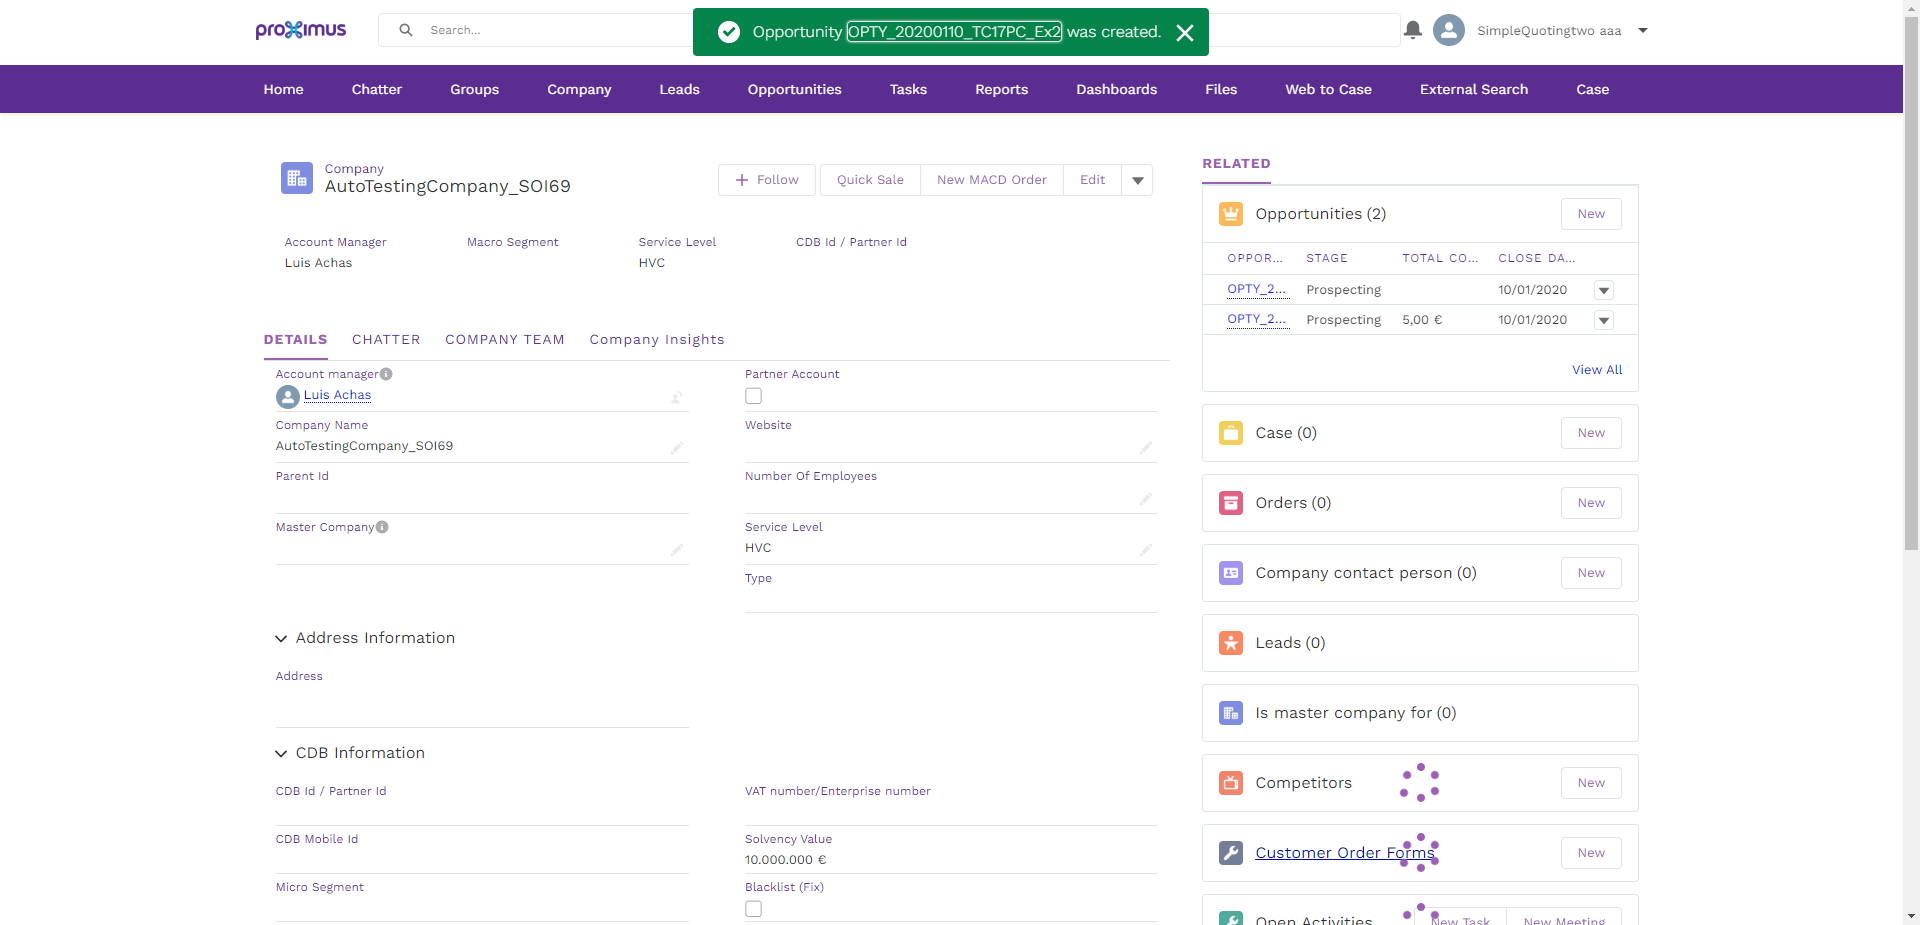 proximus
Search...
Opportunity OPTY_20200110_TC17PC_Ex2 was created.
SimpleQuotingtwo aaa
Home Chatter Groups Company Leads Opportunities Tasks Reports Dashboards Files Web to Case External Search Case
Company
AutoTestingCompany_SOI69
Follow Quick Sale New MACD Order Edit
Account Manager Macro Segment Service Level CDB Id / Partner Id
Luis Achas HVC
DETAILS CHATTER COMPANY TEAM Company Insights
Account manager Partner Account
Luis Achas
Company Name Website
AutoTestingCompany_SOI69
Parent Id Number Of Employees
Master Company Service Level
HVC
Type
Address Information
Address
CDB Information
CDB Id / Partner Id VAT number/Enterprise number
CDB Mobile Id Solvency Value
10.000.000 €
Micro Segment Blacklist (Fix)
RELATED
Opportunities (2) New
OPPOR... STAGE TOTAL CO... CLOSE DA...
OPTY_2... Prospecting 10/01/2020
OPTY_2... Prospecting 5,00 € 10/01/2020
View All
Case (0) New
Orders (0) New
Company contact person (0) New
Leads (0)
Is master company for (0)
Competitors New
Customer Order Forms New
Open Activities New Task New Meeting